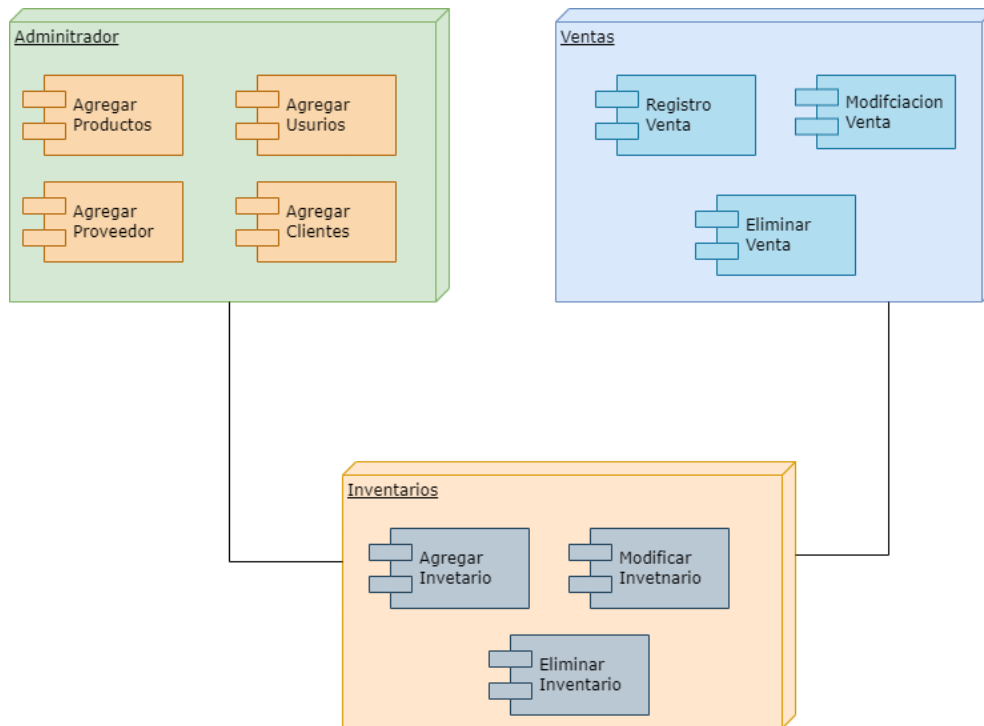 Adminitrador
Agregar
Productos
Agregar
Usurios
Agregar
Proveedor
Agregar
Clientes
Ventas
Registro
Venta
Modifciacion
Venta
Eliminar
Venta
Inventarios
Agregar
Invetario
Modificar
Invetnario
Eliminar
Inventario